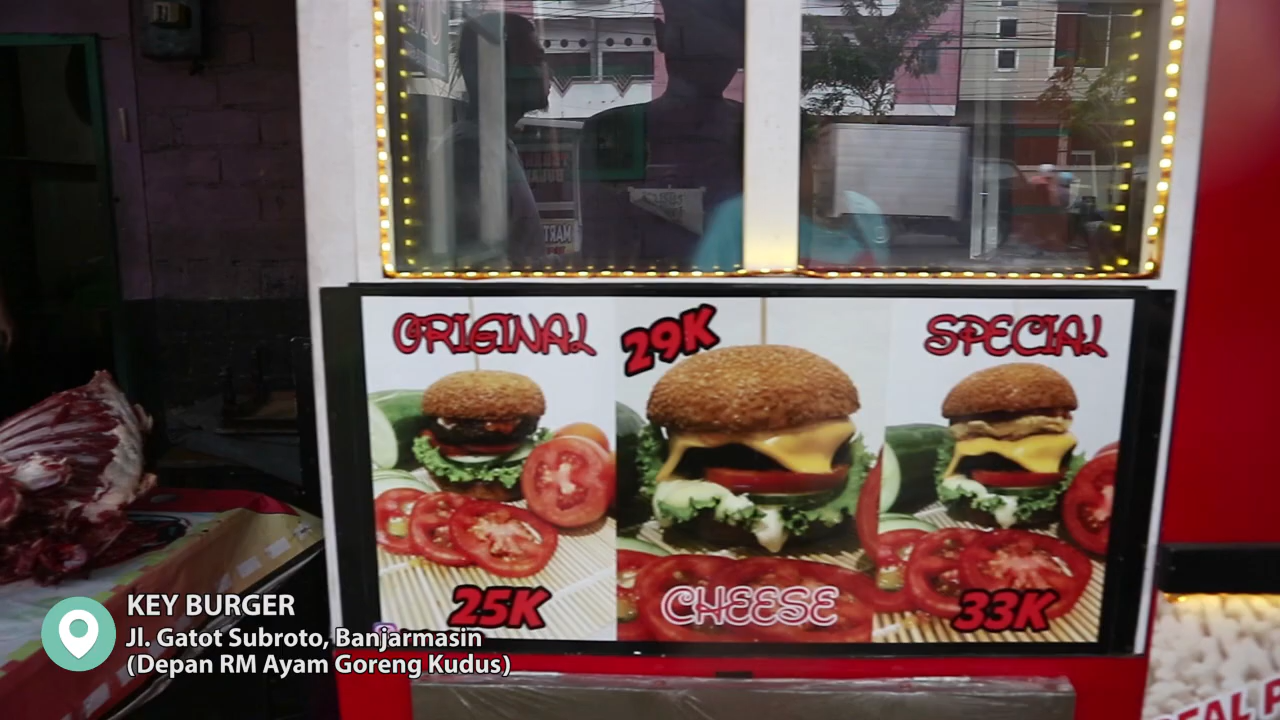 ORIGINAL
29K
SPECIAL
25K
CHEESE
33K
KEY BURGER
Jl. Gatot Subroto, Banjarmasin
(Depan RM Ayam Goreng Kudus)